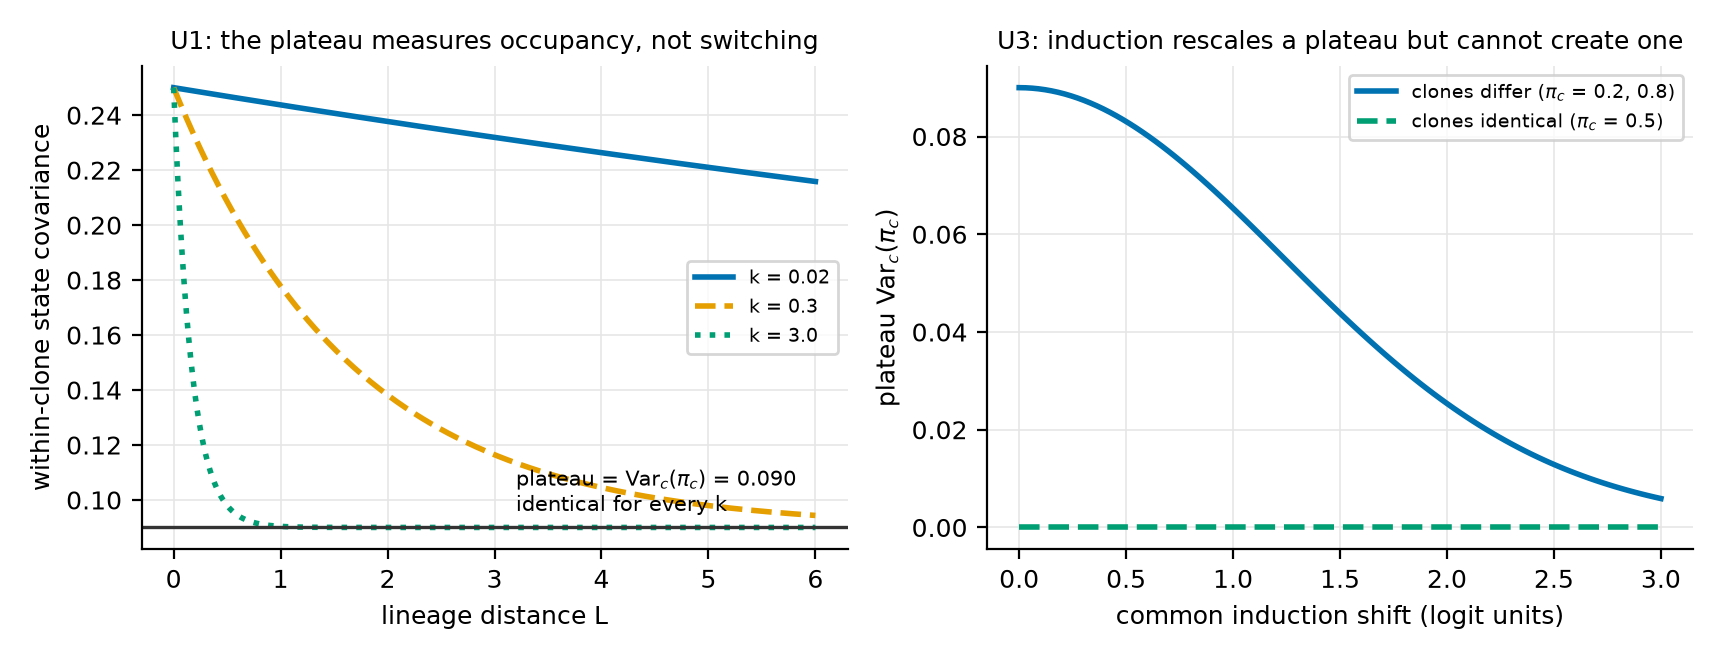 U1: the plateau measures occupancy, not switching
within-clone state covariance
0.24
0.22
0.20
0.18
0.16
0.14
0.12
0.10
k = 0.02
k = 0.3
k = 3.0
plateau = Var_c(π_c) = 0.090
identical for every k
0 1 2 3 4 5 6
lineage distance L
U3: induction rescales a plateau but cannot create one
plateau Var_c(π_c)
0.08
0.06
0.04
0.02
0.00
clones differ (π_c = 0.2, 0.8)
clones identical (π_c = 0.5)
0.0 0.5 1.0 1.5 2.0 2.5 3.0
common induction shift (logit units)